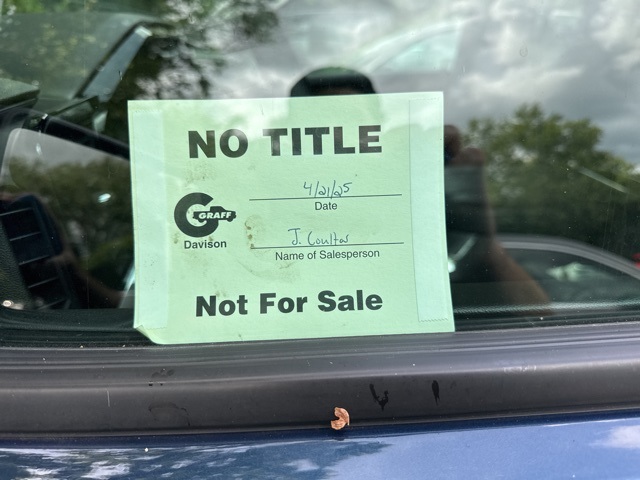 NO TITLE
4/21/25
Date
GRAFF
Davison
J. Coulter
Name of Salesperson
Not For Sale